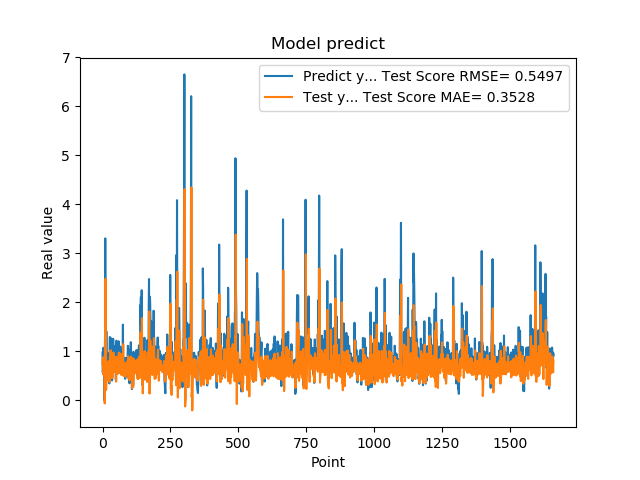 Model predict
Predict y... Test Score RMSE= 0.5497
Test y... Test Score MAE= 0.3528
7
6
5
4
3
2
1
0
Real value
0 250 500 750 1000 1250 1500
Point